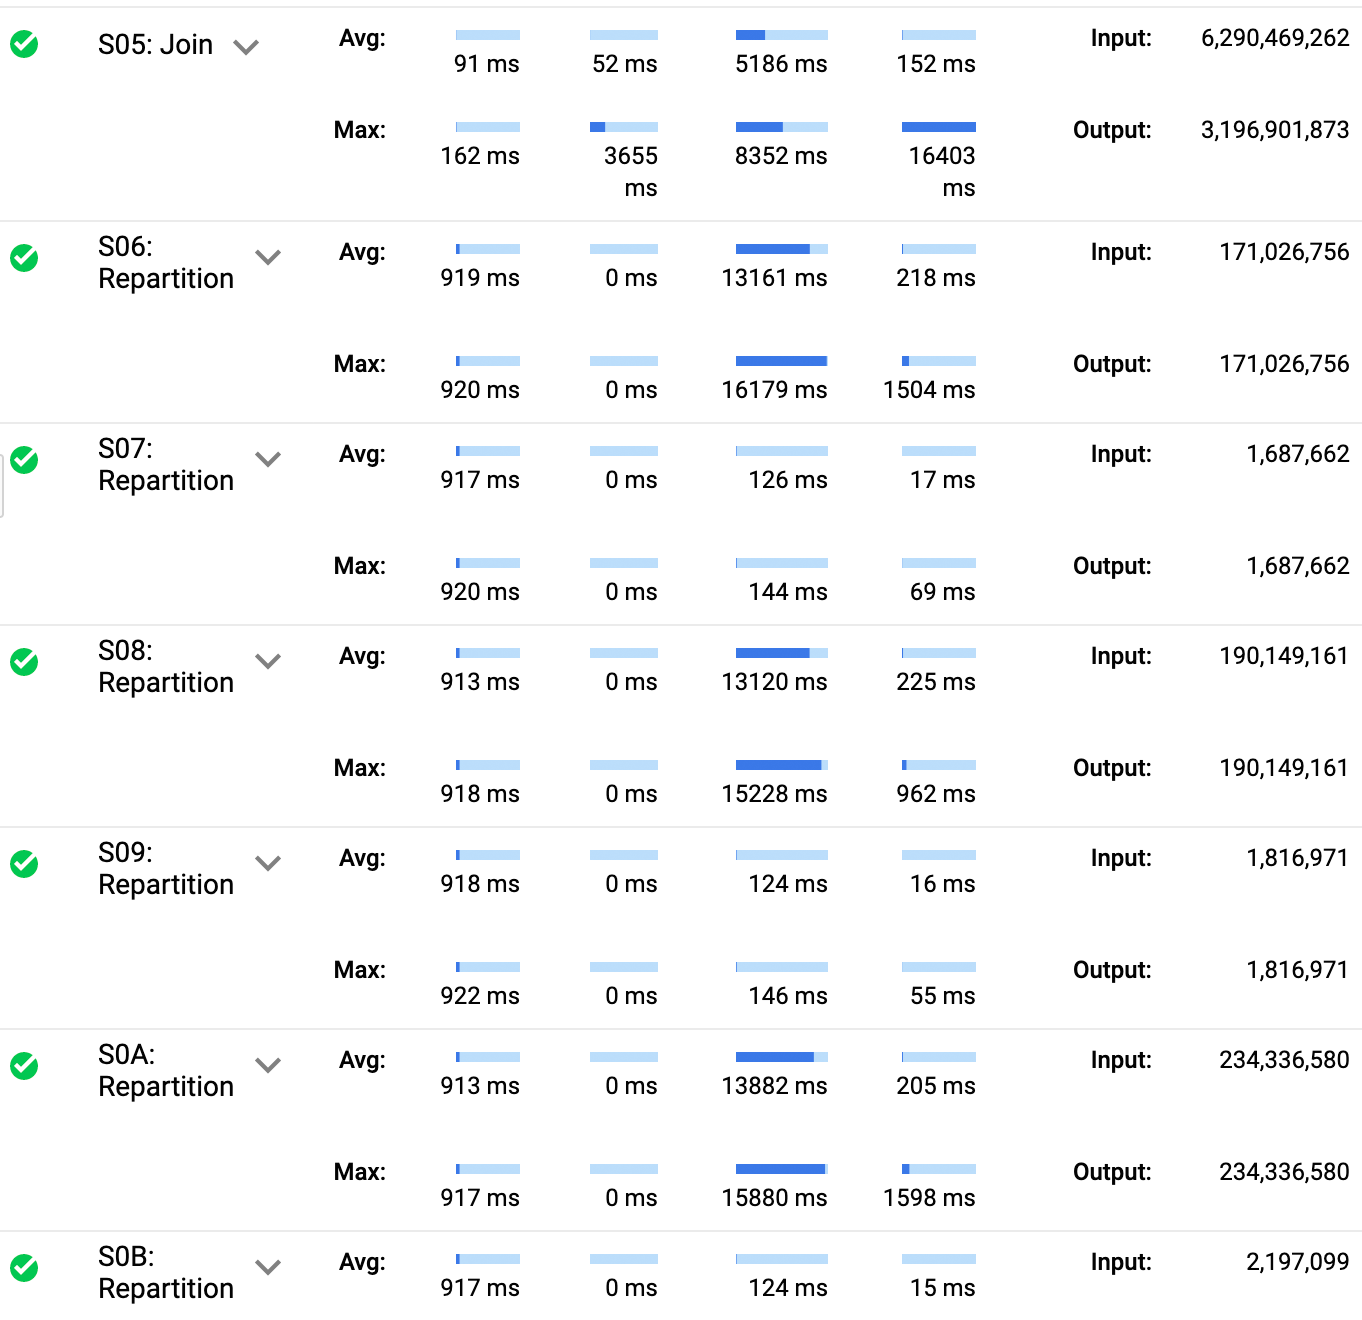 S05: Join Avg: 91 ms 52 ms 5186 ms 152 ms Input: 6,290,469,262
Max: 162 ms 3655 ms 8352 ms 16403 ms Output: 3,196,901,873
S06: Repartition Avg: 919 ms 0 ms 13161 ms 218 ms Input: 171,026,756
Max: 920 ms 0 ms 16179 ms 1504 ms Output: 171,026,756
S07: Repartition Avg: 917 ms 0 ms 126 ms 17 ms Input: 1,687,662
Max: 920 ms 0 ms 144 ms 69 ms Output: 1,687,662
S08: Repartition Avg: 913 ms 0 ms 13120 ms 225 ms Input: 190,149,161
Max: 918 ms 0 ms 15228 ms 962 ms Output: 190,149,161
S09: Repartition Avg: 918 ms 0 ms 124 ms 16 ms Input: 1,816,971
Max: 922 ms 0 ms 146 ms 55 ms Output: 1,816,971
S0A: Repartition Avg: 913 ms 0 ms 13882 ms 205 ms Input: 234,336,580
Max: 917 ms 0 ms 15880 ms 1598 ms Output: 234,336,580
S0B: Repartition Avg: 917 ms 0 ms 124 ms 15 ms Input: 2,197,099